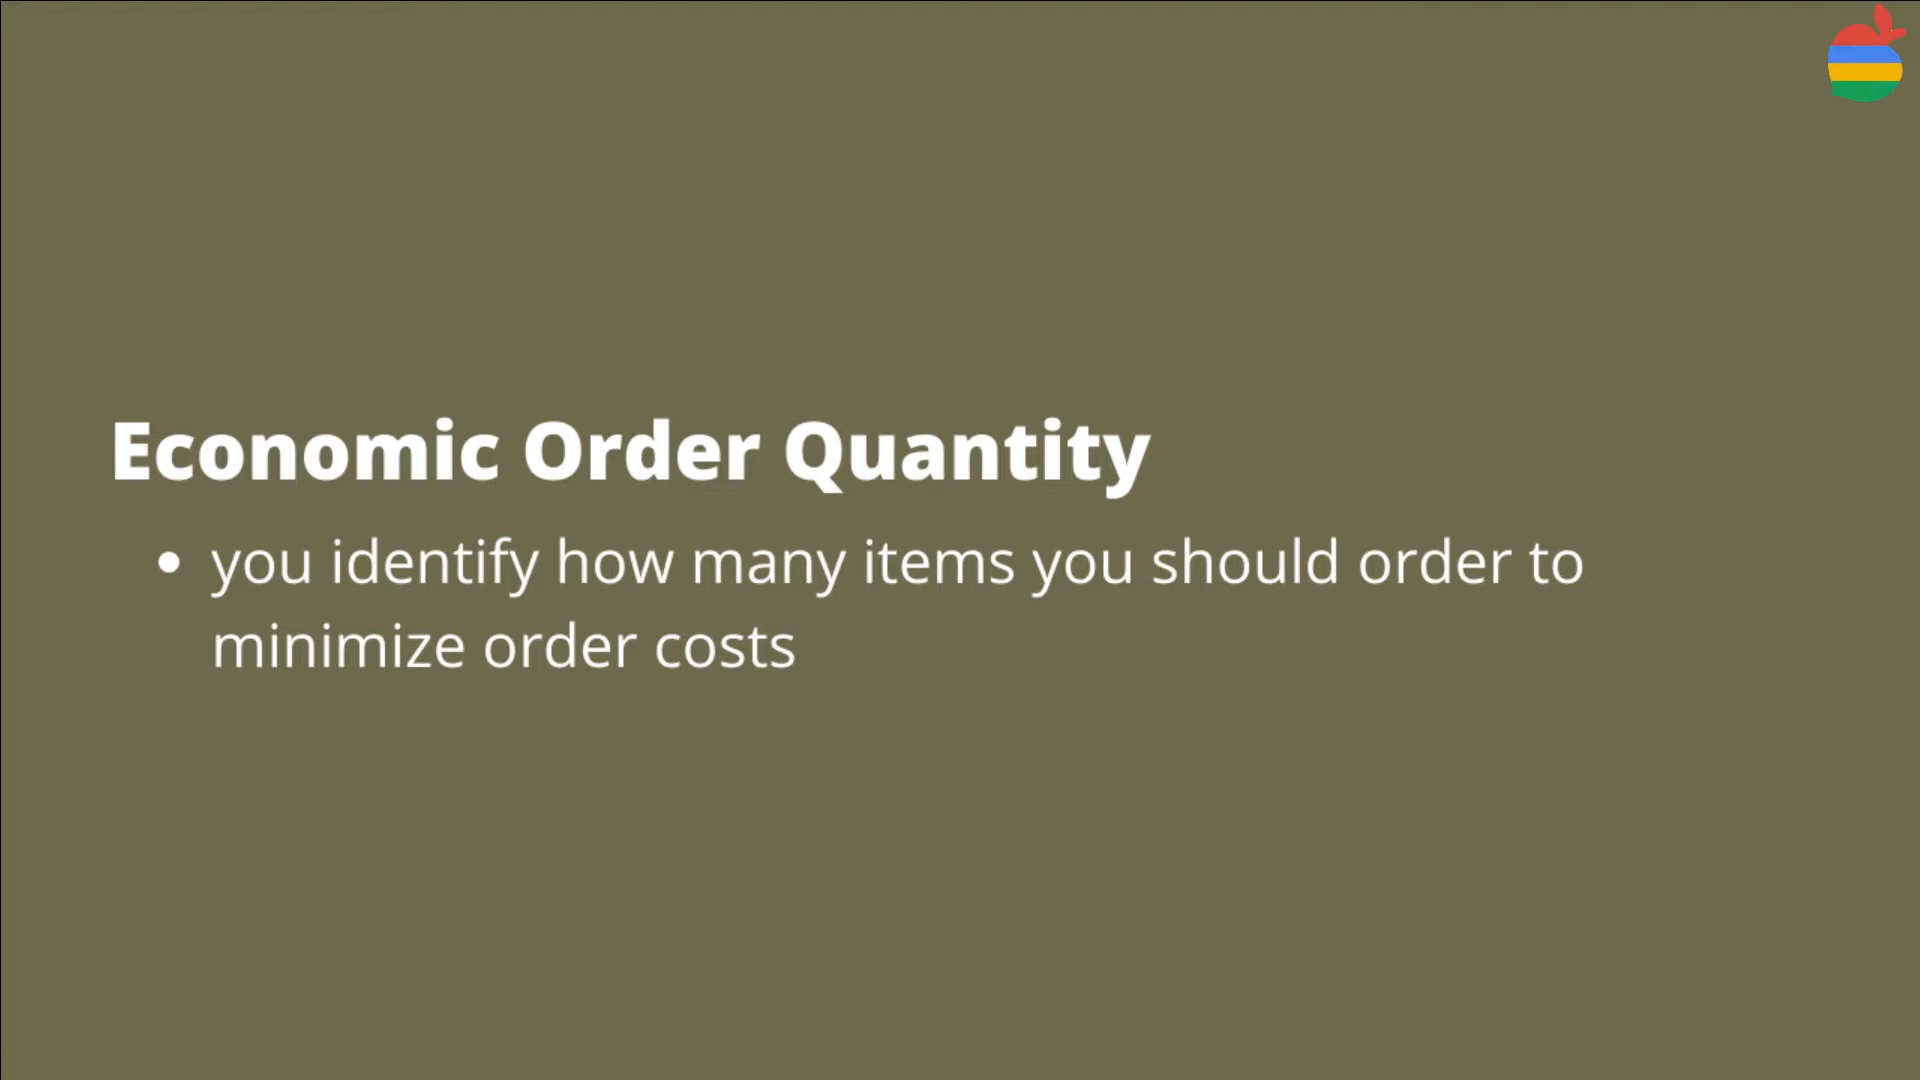 Economic Order Quantity
• you identify how many items you should order to
minimize order costs